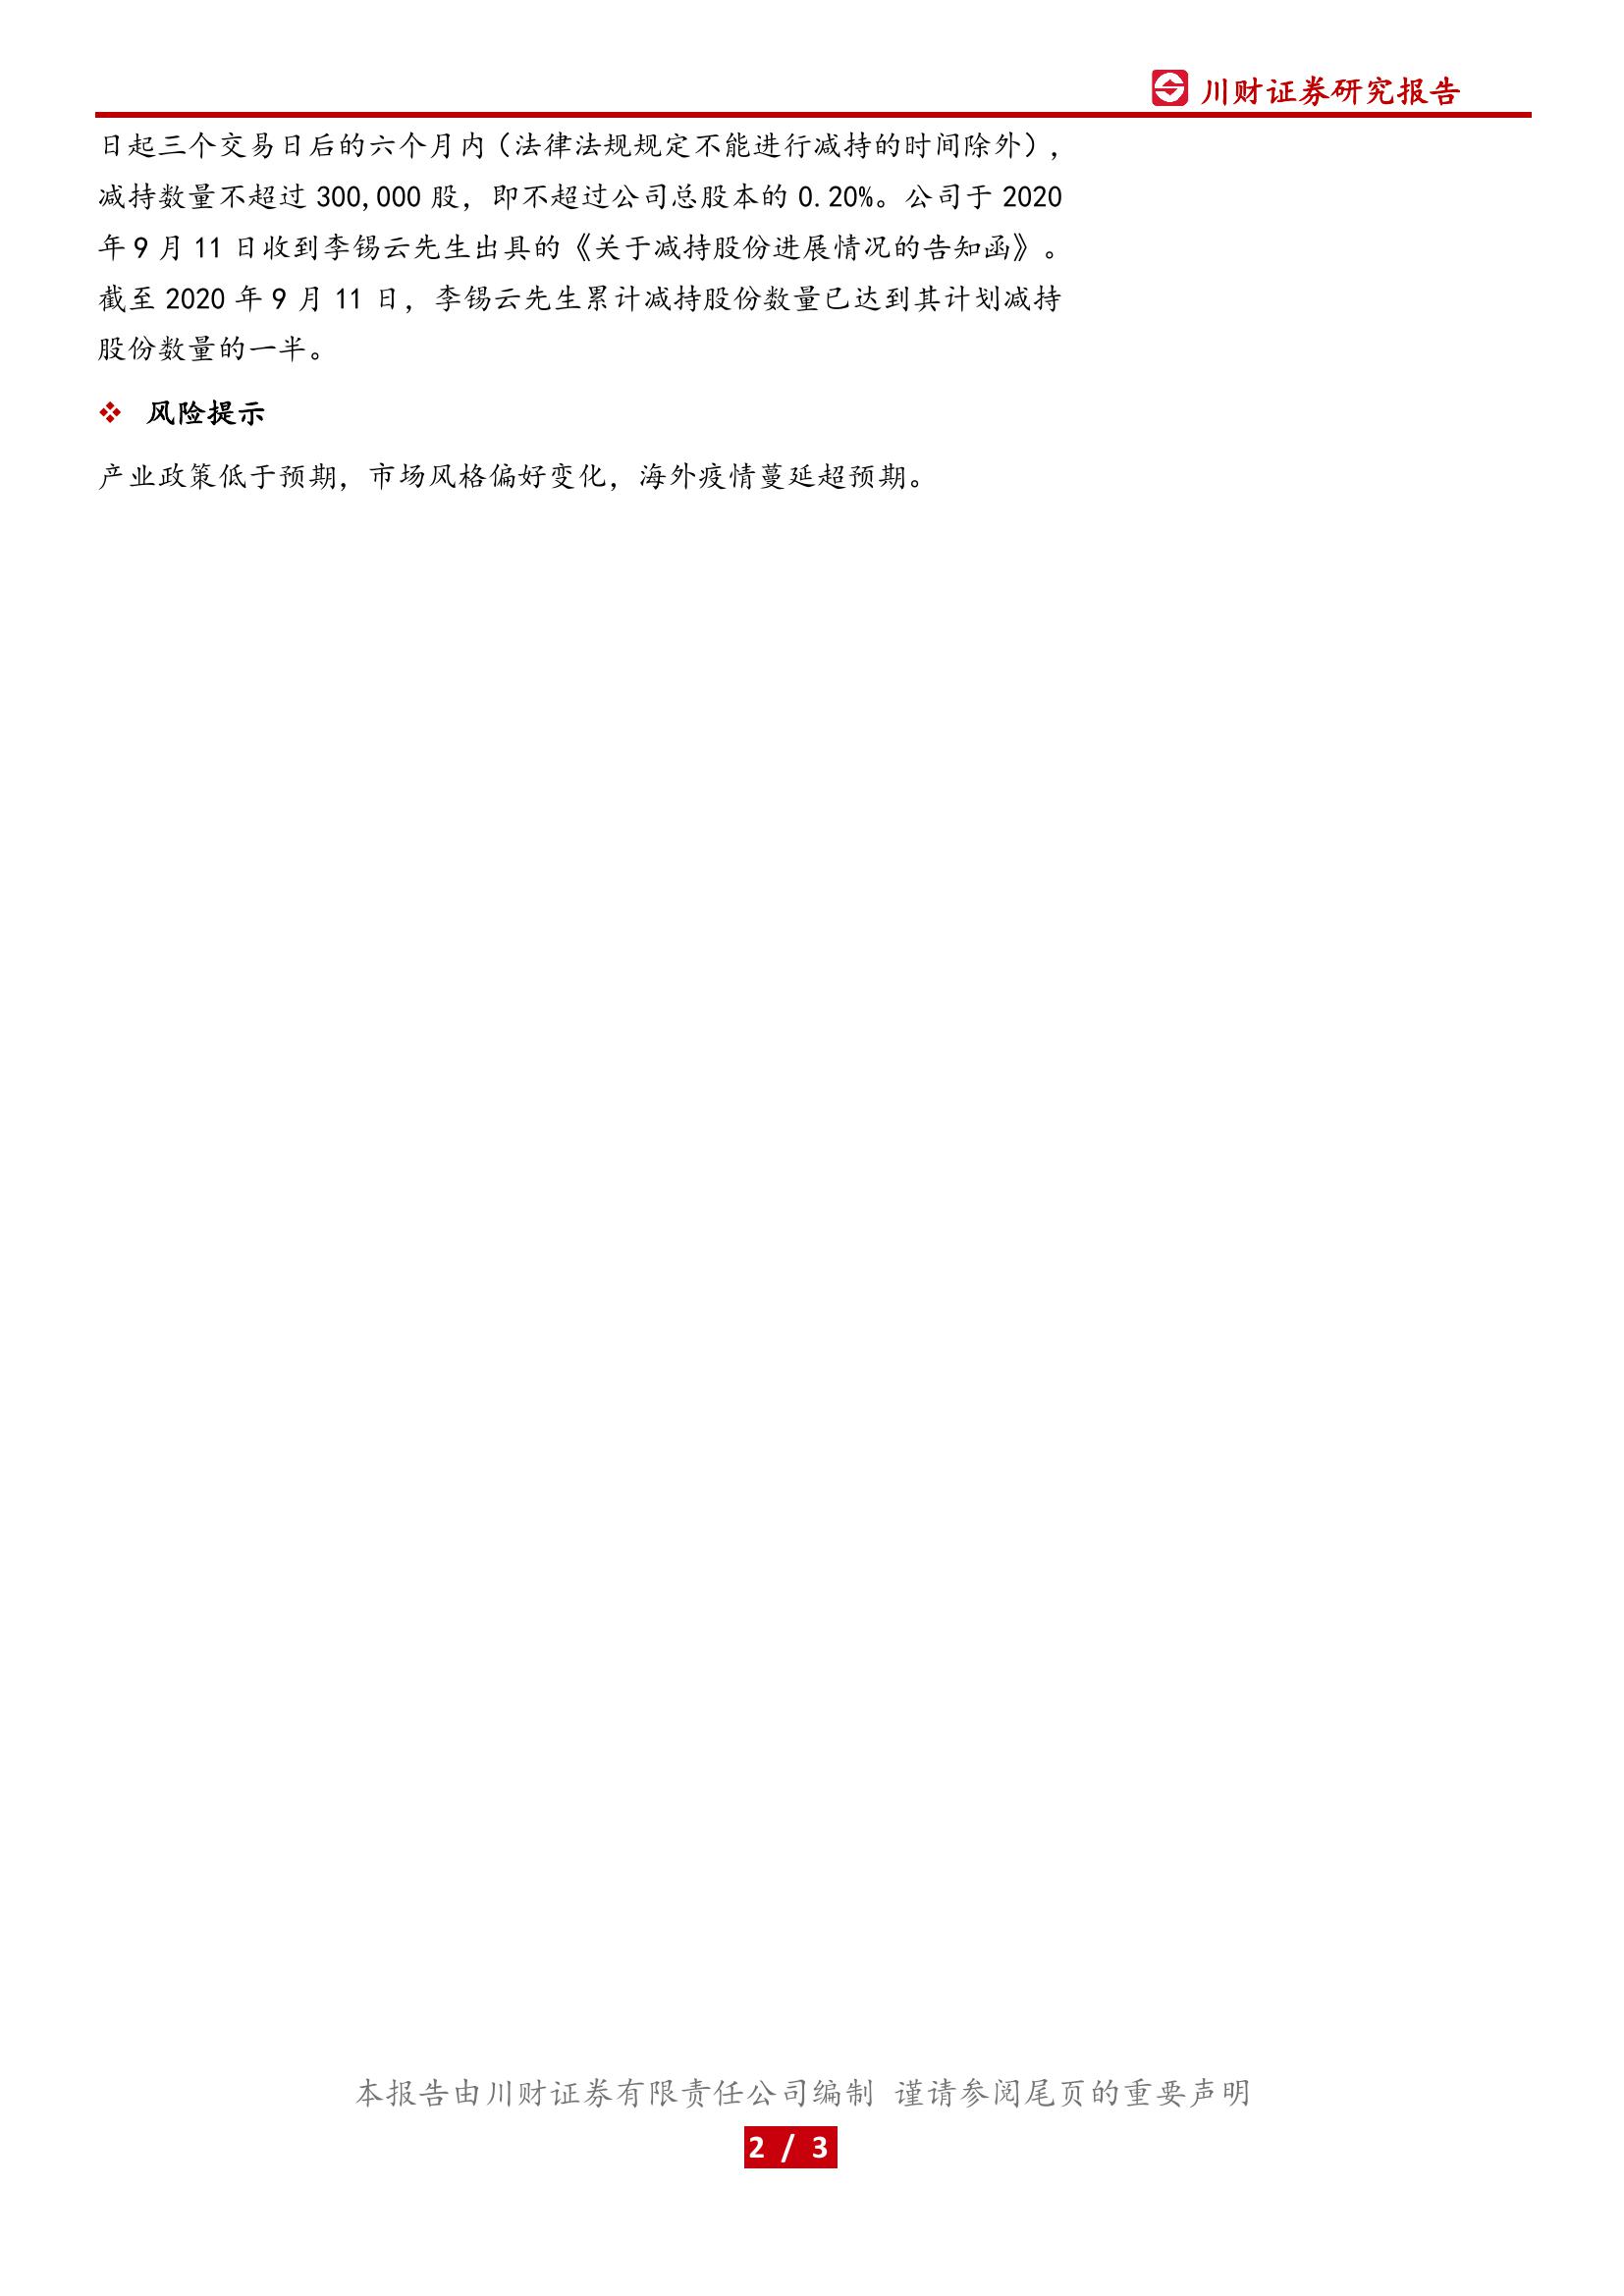 川财证券研究报告
日起三个交易日后的六个月内（法律法规规定不能进行减持的时间除外），
减持数量不超过 300,000 股，即不超过公司总股本的 0.20%。公司于 2020
年 9 月 11 日收到李锡云先生出具的《关于减持股份进展情况的告知函》。
截至 2020 年 9 月 11 日，李锡云先生累计减持股份数量已达到其计划减持
股份数量的一半。
❖ 风险提示
产业政策低于预期，市场风格偏好变化，海外疫情蔓延超预期。
本报告由川财证券有限责任公司编制 谨请参阅尾页的重要声明
2 / 3